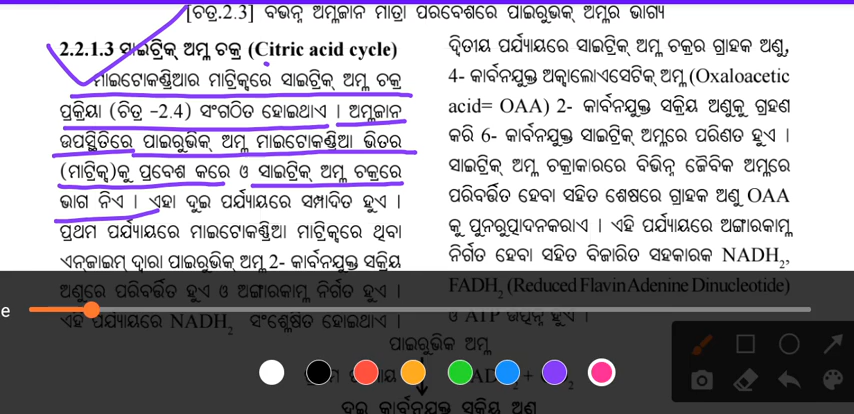 [ଚିତ୍ର.2.3] ବିଭିନ୍ନ ଅମ୍ଳଜାନ ମାତ୍ରା ପରିବେଶରେ ପାଇରୁଭିକ୍ ଅମ୍ଳର ଭାଗ୍ୟ
2.2.1.3 ସାଇଟ୍ରିକ୍ ଅମ୍ଳ ଚକ୍ର (Citric acid cycle)
ମାଇଟୋକଣ୍ଡ୍ରିଆର ମାଟ୍ରିକ୍ସରେ ସାଇଟ୍ରିକ୍ ଅମ୍ଳ ଚକ୍ର
ପ୍ରକ୍ରିୟା (ଚିତ୍ର -2.4) ସଂଗଠିତ ହୋଇଥାଏ । ଅମ୍ଳଜାନ
ଉପସ୍ଥିତିରେ ପାଇରୁଭିକ୍ ଅମ୍ଳ ମାଇଟୋକଣ୍ଡ୍ରିଆ ଭିତର
(ମାଟ୍ରିକ୍ସ)କୁ ପ୍ରବେଶ କରେ ଓ ସାଇଟ୍ରିକ୍ ଅମ୍ଳ ଚକ୍ରରେ
ଭାଗ ନିଏ । ଏହା ଦୁଇ ପର୍ଯ୍ୟାୟରେ ସମ୍ପାଦିତ ହୁଏ ।
ପ୍ରଥମ ପର୍ଯ୍ୟାୟରେ ମାଇଟୋକଣ୍ଡ୍ରିଆ ମାଟ୍ରିକ୍ସରେ ଥିବା
ଏନ୍‌ଜାଇମ୍ ଦ୍ୱାରା ପାଇରୁଭିକ୍ ଅମ୍ଳ 2- କାର୍ବନଯୁକ୍ତ ସକ୍ରିୟ
ଅଣୁରେ ପରିବର୍ତ୍ତିତ ହୁଏ ଓ ଅଙ୍ଗାରକାମ୍ଳ ନିର୍ଗତ ହୁଏ ।
ଏହି ପର୍ଯ୍ୟାୟରେ NADH₂ ସଂଶ୍ଳେଷିତ ହୋଇଥାଏ ।
ଦ୍ୱିତୀୟ ପର୍ଯ୍ୟାୟରେ ସାଇଟ୍ରିକ୍ ଅମ୍ଳ ଚକ୍ରର ଗ୍ରାହକ ଅଣୁ,
4- କାର୍ବନଯୁକ୍ତ ଅକ୍ସାଲୋଏସେଟିକ୍ ଅମ୍ଳ (Oxaloacetic
acid= OAA) 2- କାର୍ବନଯୁକ୍ତ ସକ୍ରିୟ ଅଣୁକୁ ଗ୍ରହଣ
କରି 6- କାର୍ବନଯୁକ୍ତ ସାଇଟ୍ରିକ୍ ଅମ୍ଳରେ ପରିଣତ ହୁଏ ।
ସାଇଟ୍ରିକ୍ ଅମ୍ଳ ଚକ୍ରାକାରରେ ବିଭିନ୍ନ ଜୈବିକ ଅମ୍ଳରେ
ପରିବର୍ତ୍ତିତ ହେବା ସହିତ ଶେଷରେ ଗ୍ରାହକ ଅଣୁ OAA
କୁ ପୁନରୁତ୍ପାଦନକରାଏ । ଏହି ପର୍ଯ୍ୟାୟରେ ଅଙ୍ଗାରକାମ୍ଳ
ନିର୍ଗତ ହେବା ସହିତ ବିଜାରିତ ସହକାରକ NADH₂,
FADH₂ (Reduced FlavinAdenine Dinucleotide)
ଓ ATP ଉତ୍ପନ୍ନ ହୁଏ ।
e
ପାଇରୁଭିକ ଅମ୍ଳ
ଦୁଇ କାର୍ବନଯୁକ୍ତ ସକ୍ରିୟ ଅଣୁ